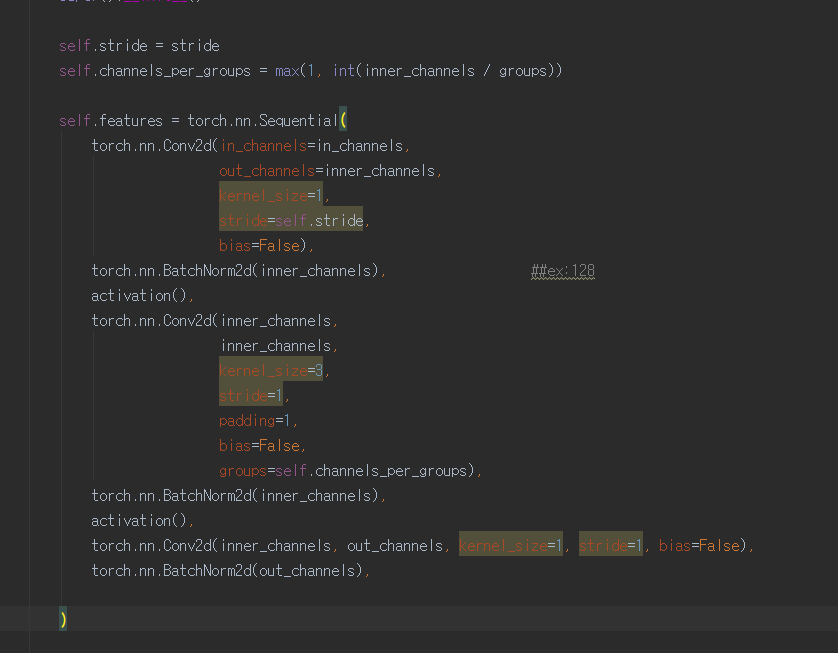 self.stride = stride
self.channels_per_groups = max(1, int(inner_channels / groups))
self.features = torch.nn.Sequential(
torch.nn.Conv2d(in_channels=in_channels,
out_channels=inner_channels,
kernel_size=1,
stride=self.stride,
bias=False),
torch.nn.BatchNorm2d(inner_channels), ##ex:128
activation(),
torch.nn.Conv2d(inner_channels,
inner_channels,
kernel_size=3,
stride=1,
padding=1,
bias=False,
groups=self.channels_per_groups),
torch.nn.BatchNorm2d(inner_channels),
activation(),
torch.nn.Conv2d(inner_channels, out_channels, kernel_size=1, stride=1, bias=False),
torch.nn.BatchNorm2d(out_channels),
)